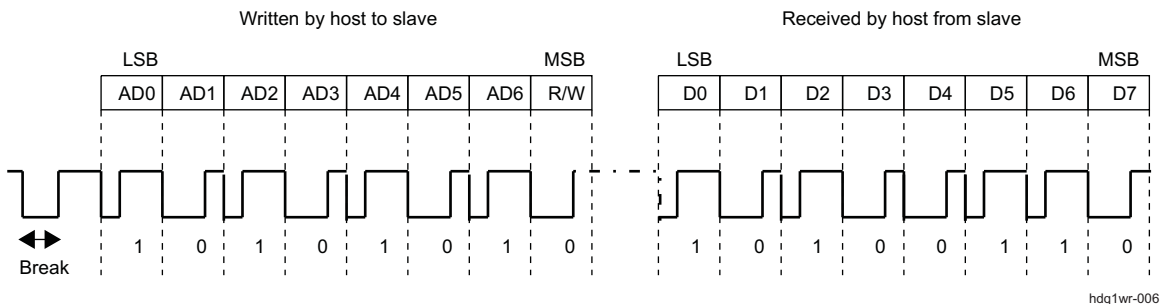 Written by host to slave Received by host from slave
LSB MSB LSB MSB
AD0 AD1 AD2 AD3 AD4 AD5 AD6 R/W D0 D1 D2 D3 D4 D5 D6 D7
1 0 1 0 1 0 1 0 1 0 1 0 0 1 1 0
Break
hdq1wr-006